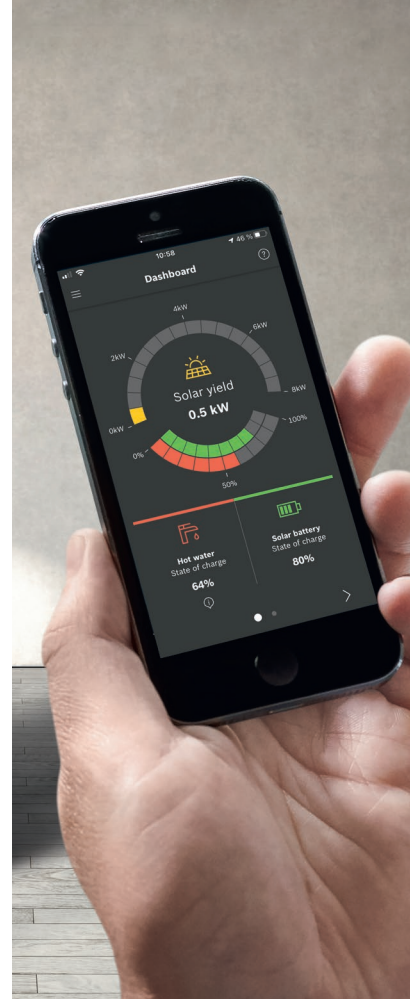 10:58
46 %
Dashboard
?
4kW
2kW
6kW
Solar yield
0.5 kW
0kW
8kW
0%
100%
50%
Hot water
State of charge
64%
Solar battery
State of charge
80%